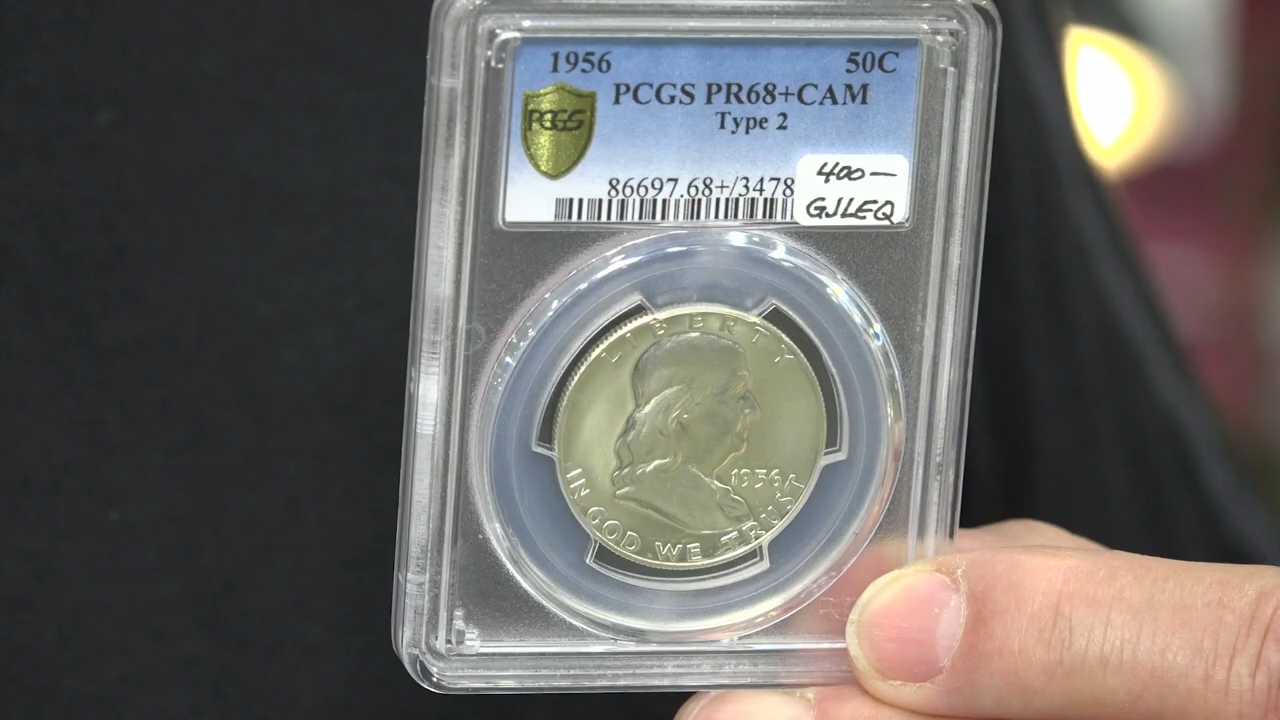 1956 50C
PCGS PR68+CAM
Type 2
PCGS
86697.68+/3478
400—
GJLEQ
LIBERTY
1956
IN GOD WE TRUST